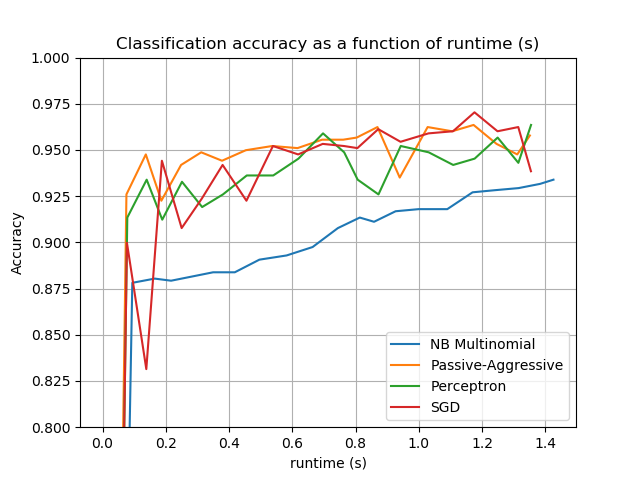 Classification accuracy as a function of runtime (s)
1.000
0.975
0.950
0.925
0.900
0.875
0.850
0.825
0.800
Accuracy
NB Multinomial
Passive-Aggressive
Perceptron
SGD
0.0 0.2 0.4 0.6 0.8 1.0 1.2 1.4
runtime (s)